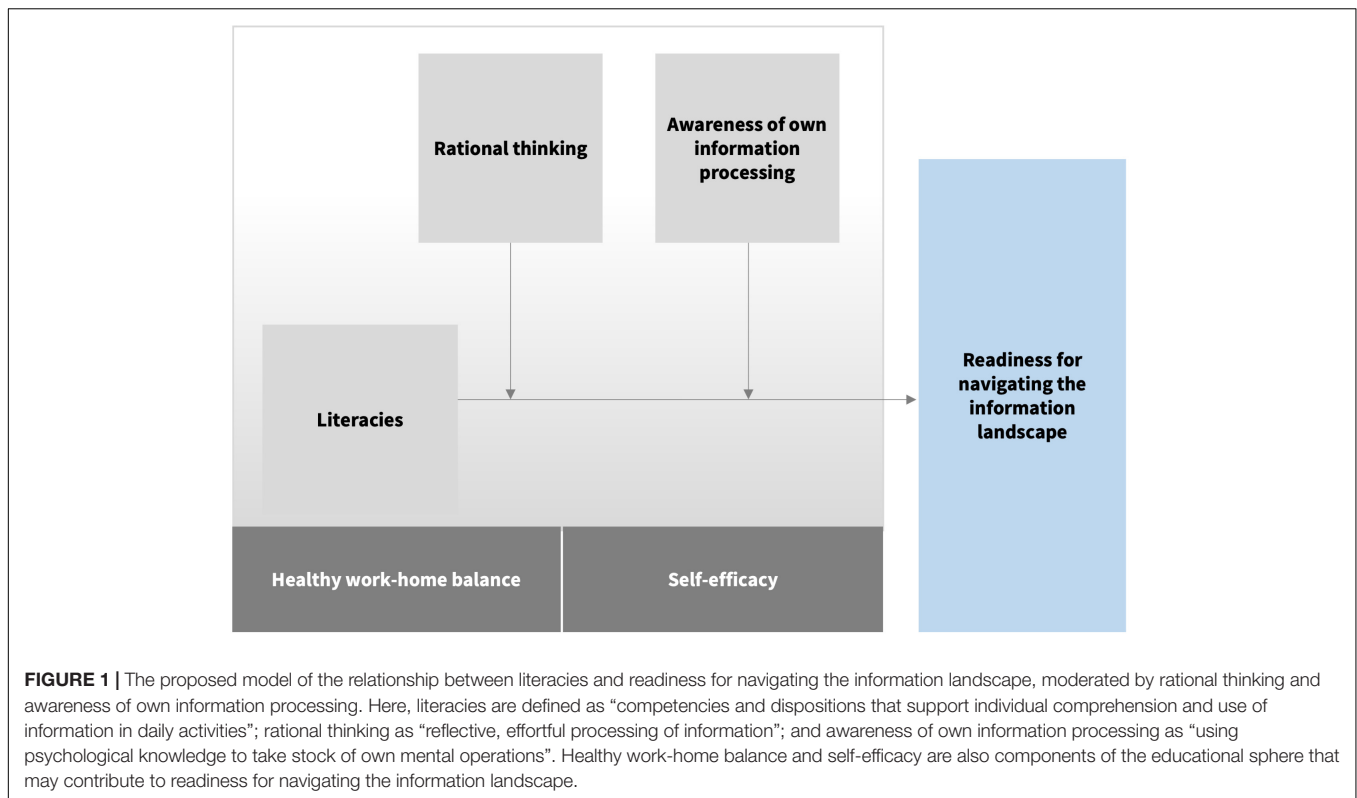 Rational thinking
Awareness of own
information
processing
Literacies
Readiness for
navigating the
information
landscape
Healthy work-home balance
Self-efficacy
FIGURE 1 | The proposed model of the relationship between literacies and readiness for navigating the information landscape, moderated by rational thinking and
awareness of own information processing. Here, literacies are defined as “competencies and dispositions that support individual comprehension and use of
information in daily activities”; rational thinking as “reflective, effortful processing of information”; and awareness of own information processing as “using
psychological knowledge to take stock of own mental operations”. Healthy work-home balance and self-efficacy are also components of the educational sphere that
may contribute to readiness for navigating the information landscape.